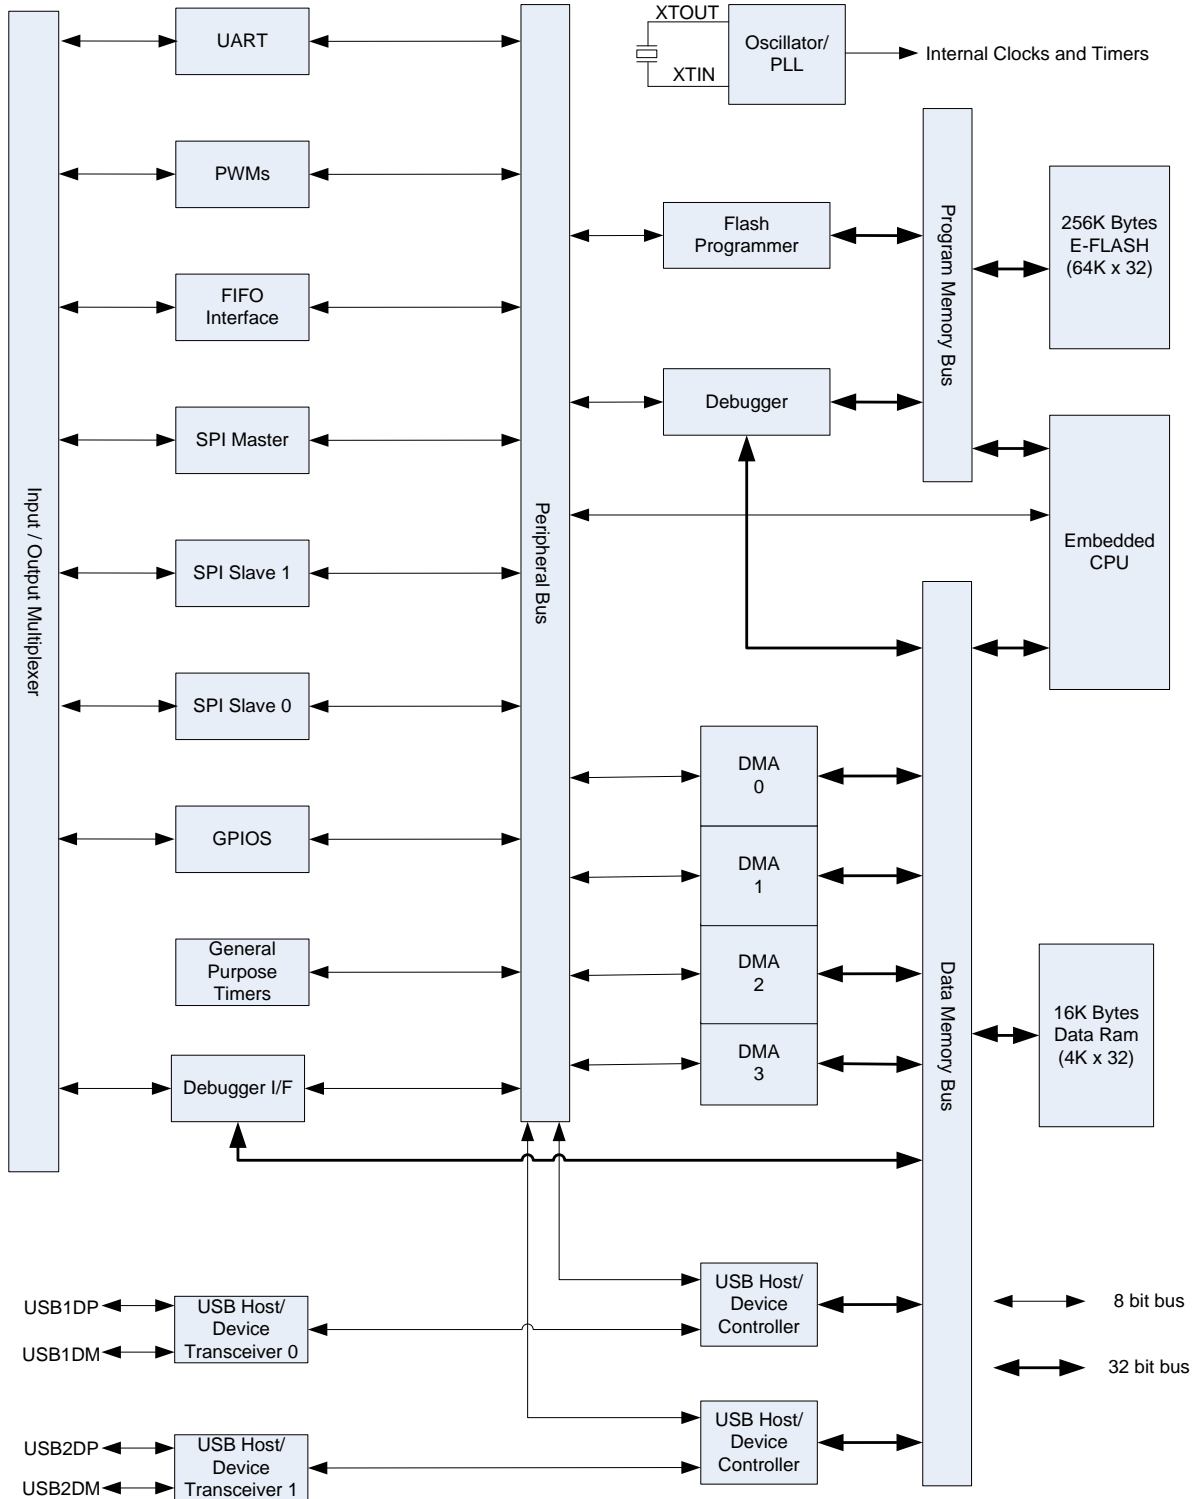 XTOUT
XTIN
Oscillator/
PLL
Internal Clocks and Timers
UART
PWMs
FIFO
Interface
SPI Master
SPI Slave 1
SPI Slave 0
GPIOS
General
Purpose
Timers
Debugger I/F
Input / Output Multiplexer
Peripheral Bus
Flash
Programmer
Debugger
Program Memory Bus
256K Bytes
E-FLASH
(64K x 32)
Embedded
CPU
DMA
0
DMA
1
DMA
2
DMA
3
Data Memory Bus
16K Bytes
Data Ram
(4K x 32)
USB1DP
USB1DM
USB Host/
Device
Transceiver 0
USB Host/
Device
Controller
8 bit bus
32 bit bus
USB2DP
USB2DM
USB Host/
Device
Transceiver 1
USB Host/
Device
Controller